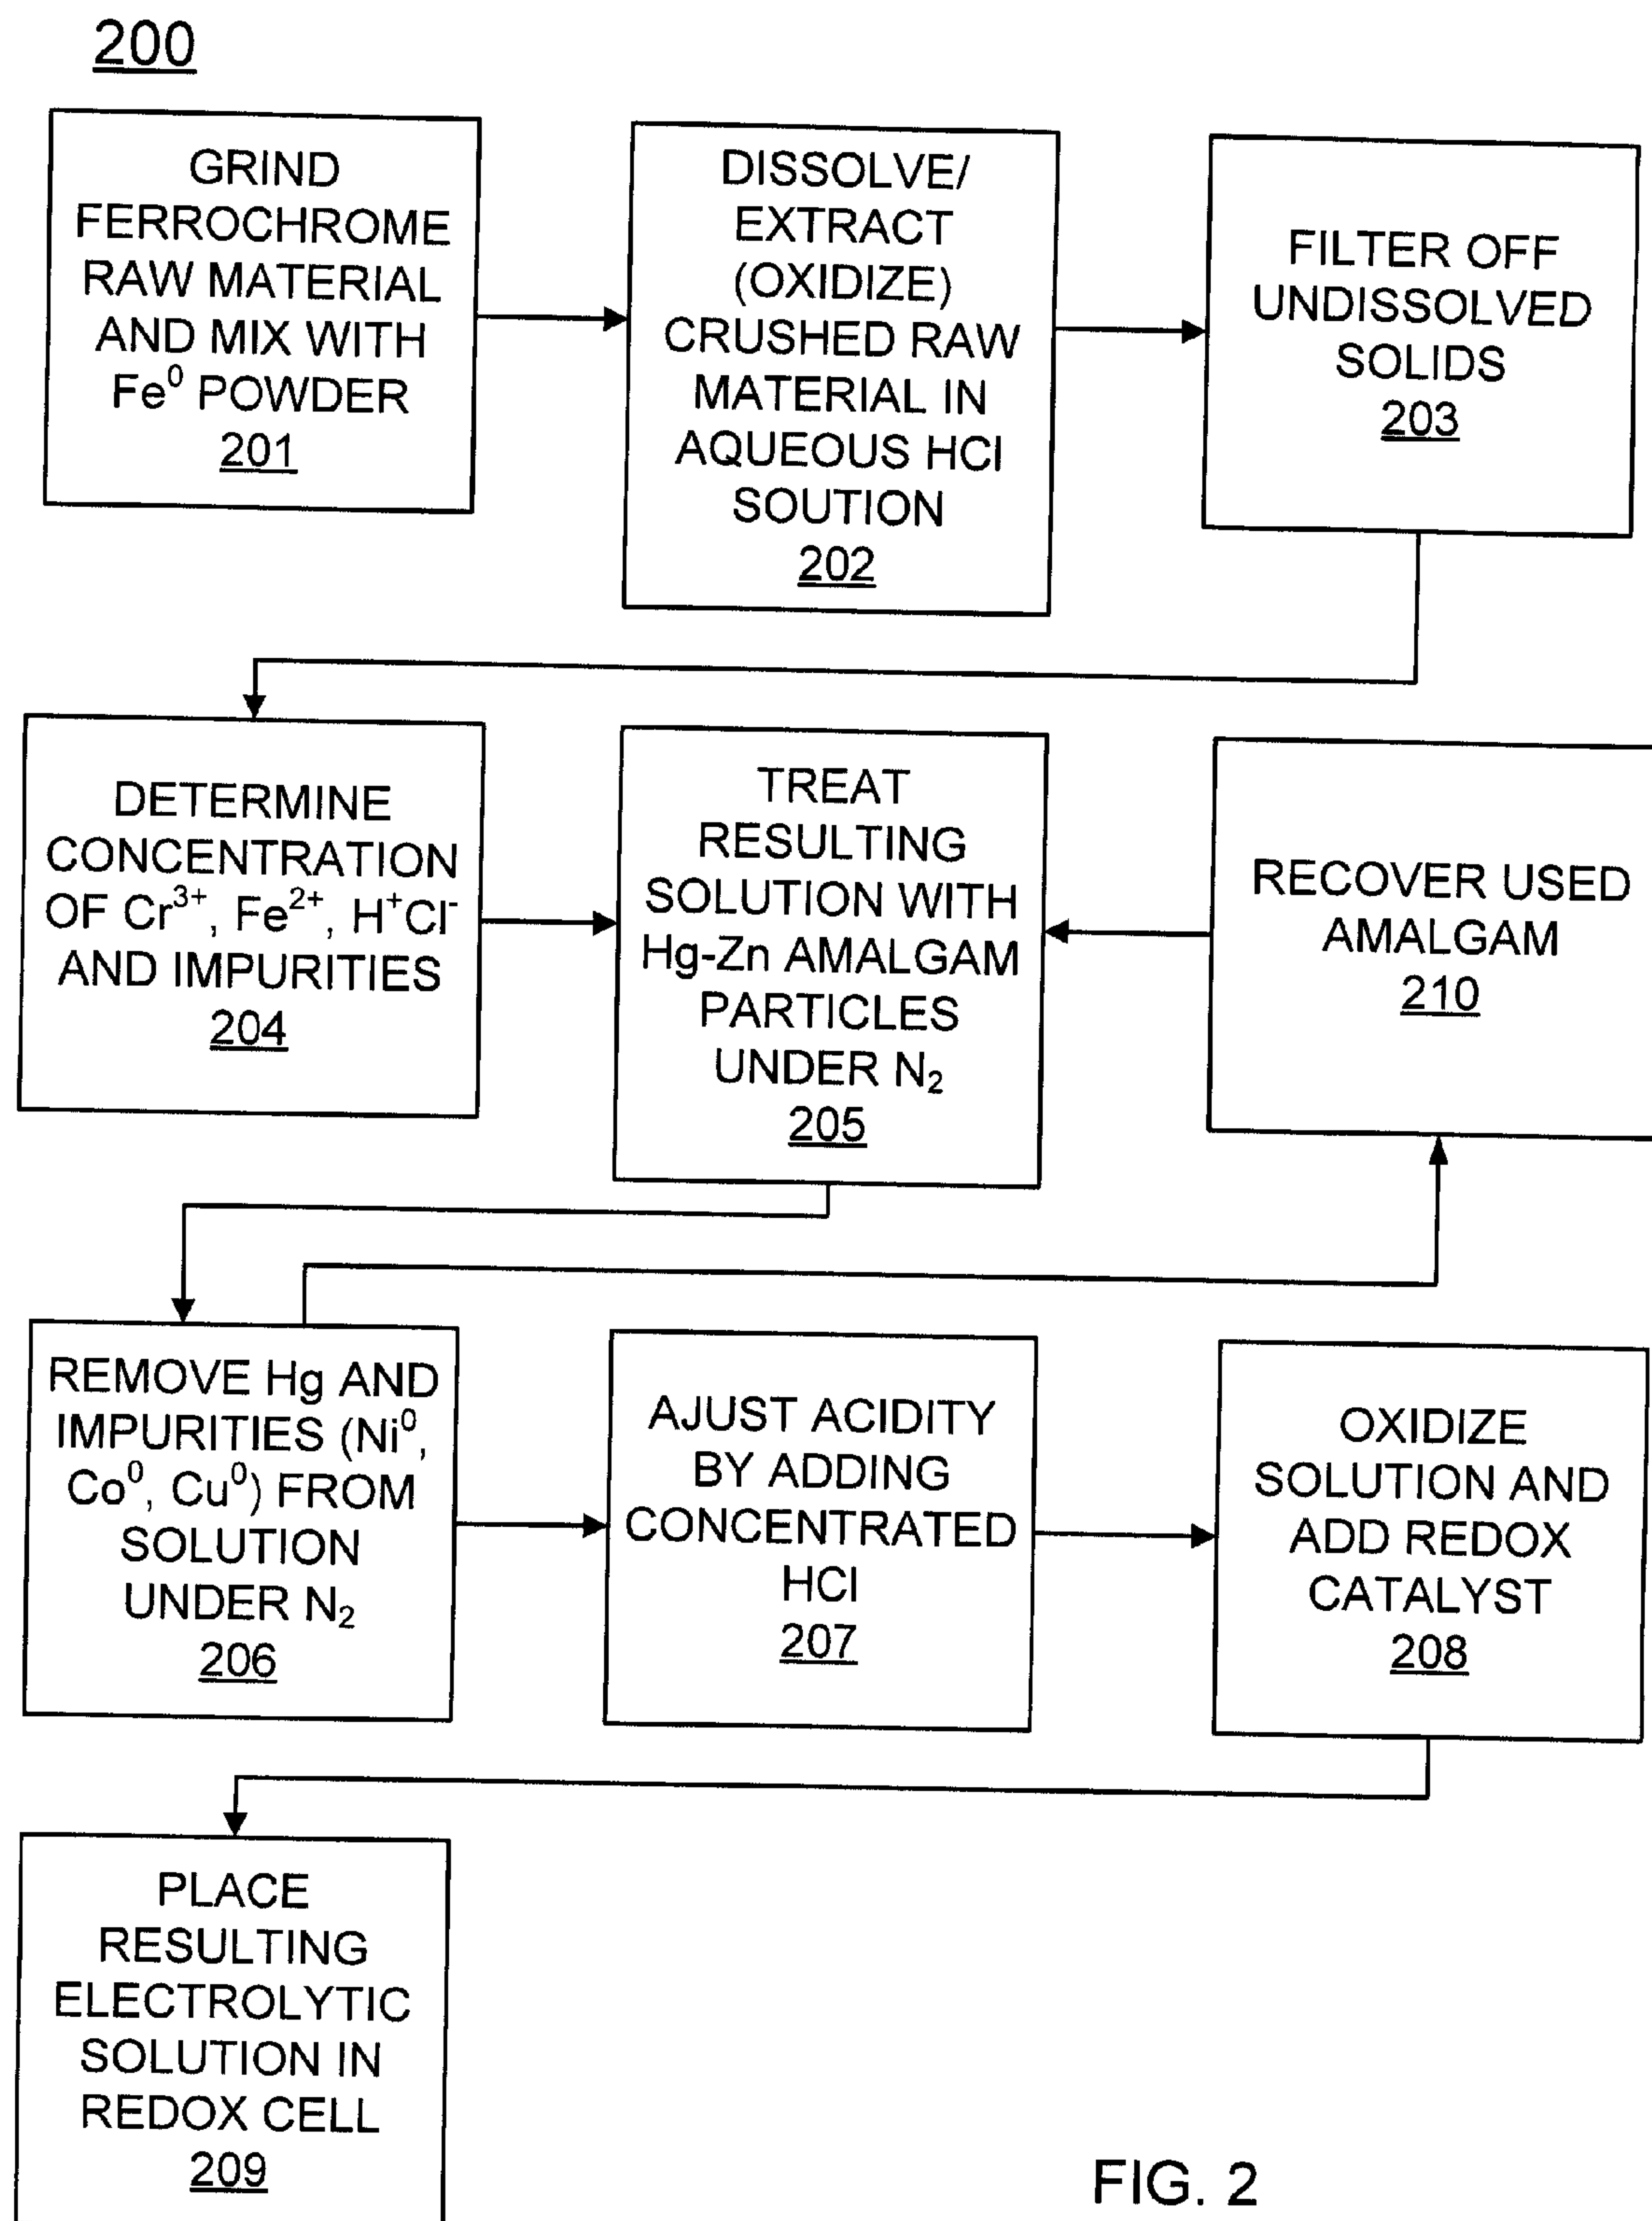 200
GRIND
FERROCHROME
RAW MATERIAL
AND MIX WITH
Fe⁰ POWDER
201
DISSOLVE/
EXTRACT
(OXIDIZE)
CRUSHED RAW
MATERIAL IN
AQUEOUS HCl
SOUTION
202
FILTER OFF
UNDISSOLVED
SOLIDS
203
DETERMINE
CONCENTRATION
OF Cr³⁺, Fe²⁺, H⁺Cl⁻
AND IMPURITIES
204
TREAT
RESULTING
SOLUTION WITH
Hg-Zn AMALGAM
PARTICLES
UNDER N₂
205
RECOVER USED
AMALGAM
210
REMOVE Hg AND
IMPURITIES (Ni⁰,
Co⁰, Cu⁰) FROM
SOLUTION
UNDER N₂
206
AJUST ACIDITY
BY ADDING
CONCENTRATED
HCl
207
OXIDIZE
SOLUTION AND
ADD REDOX
CATALYST
208
PLACE
RESULTING
ELECTROLYTIC
SOLUTION IN
REDOX CELL
209
FIG. 2